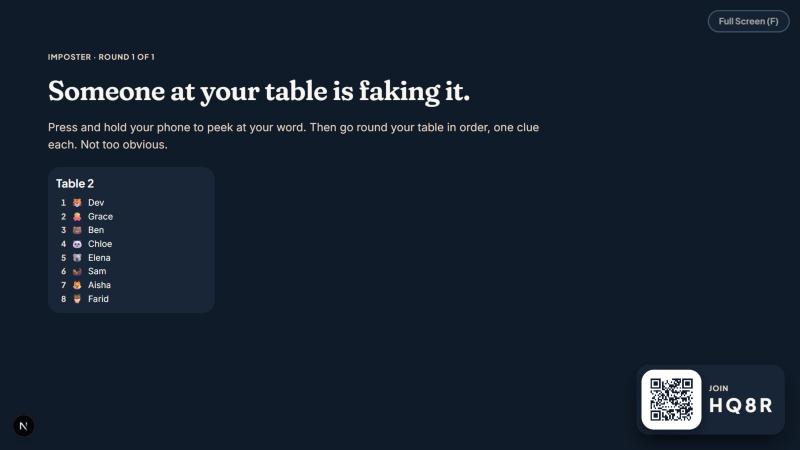 Full Screen (F)
IMPOSTER · ROUND 1 OF 1
Someone at your table is faking it.
Press and hold your phone to peek at your word. Then go round your table in order, one clue
each. Not too obvious.
Table 2
1 Dev
2 Grace
3 Ben
4 Chloe
5 Elena
6 Sam
7 Aisha
8 Farid
JOIN
HQ8R
N